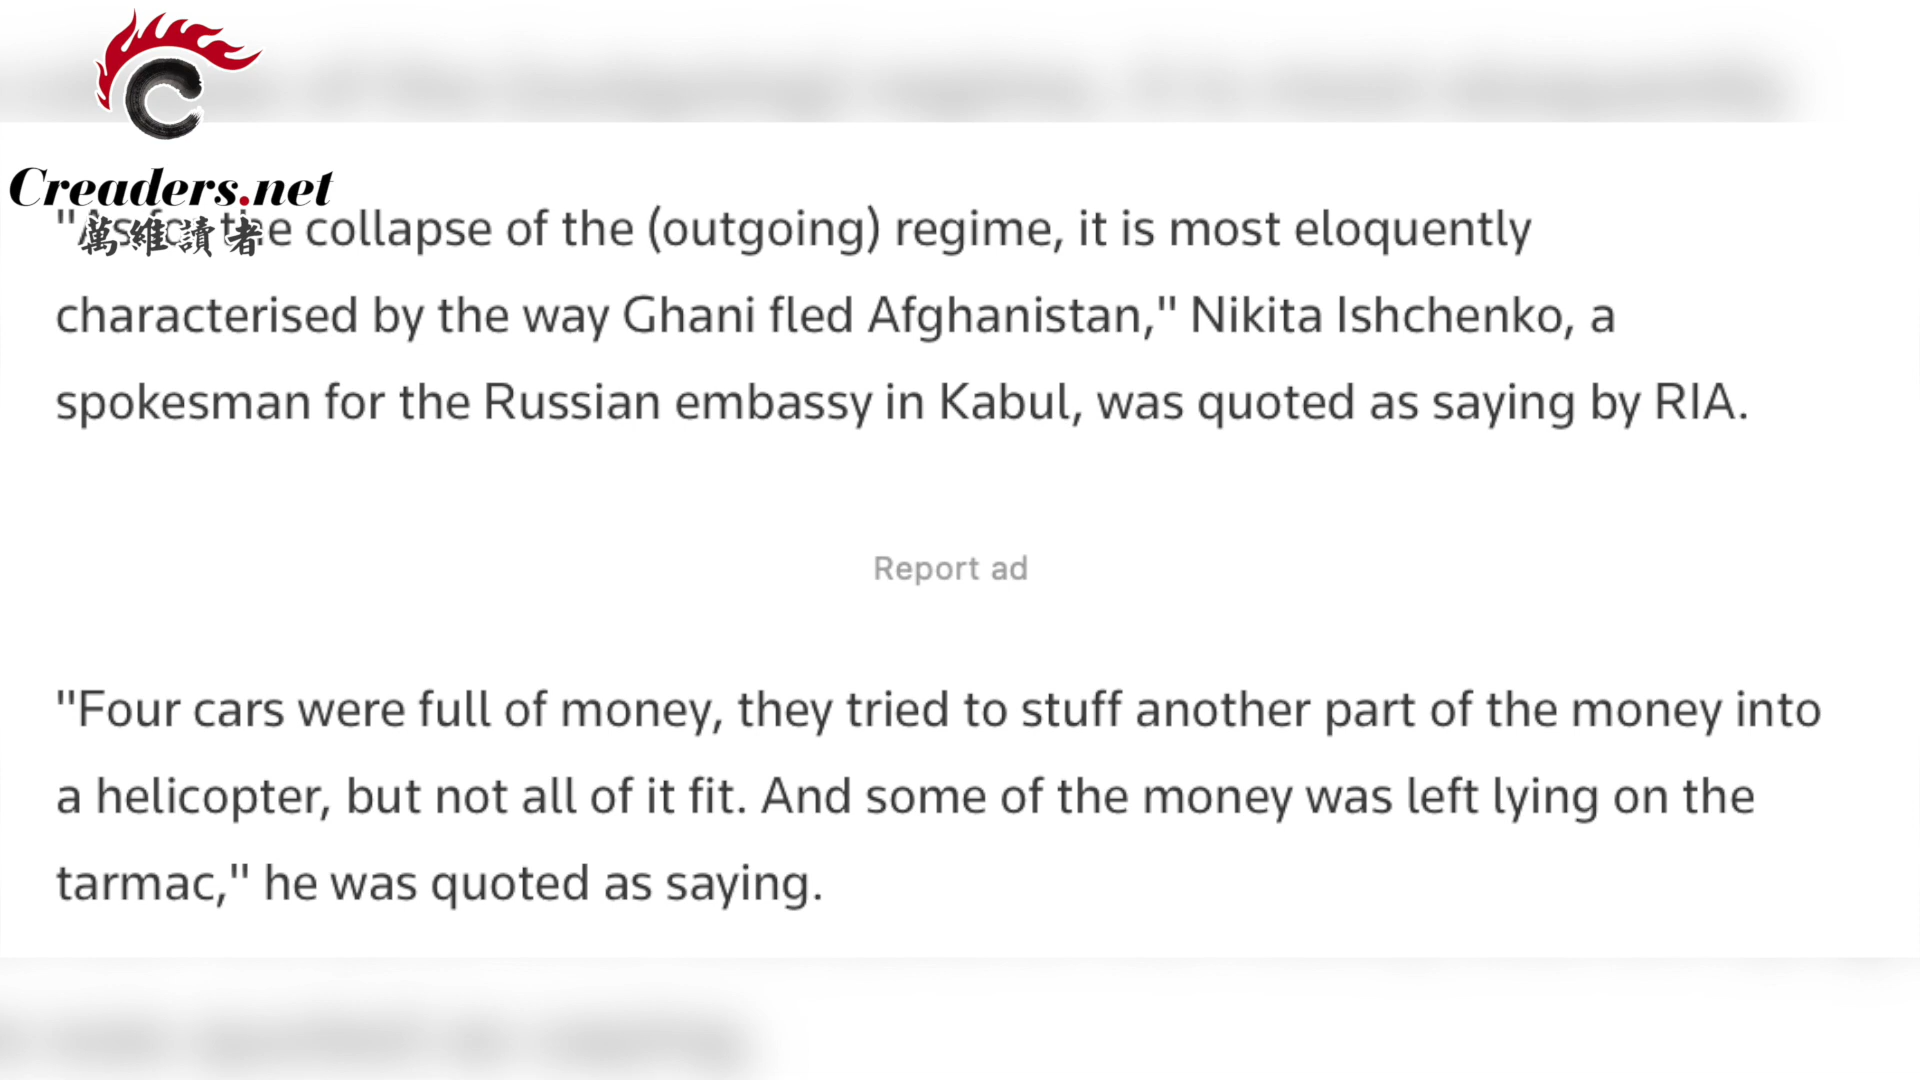 Creaders.net
萬維讀者
"As for the collapse of the (outgoing) regime, it is most eloquently
characterised by the way Ghani fled Afghanistan," Nikita Ishchenko, a
spokesman for the Russian embassy in Kabul, was quoted as saying by RIA.
Report ad
"Four cars were full of money, they tried to stuff another part of the money into
a helicopter, but not all of it fit. And some of the money was left lying on the
tarmac," he was quoted as saying.